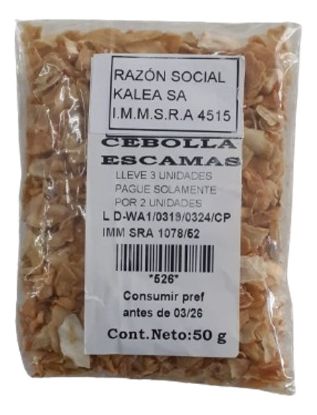 RAZÓN SOCIAL
KALEA SA
I.M.M.S.R.A 4515
CEBOLLA
ESCAMAS
LLEVE 3 UNIDADES
PAGUE SOLAMENTE
POR 2 UNIDADES
L D-WA1/0319/0324/CP
IMM SRA 1078/52
*526*
Consumir pref
antes de 03/26
Cont.Neto:50 g